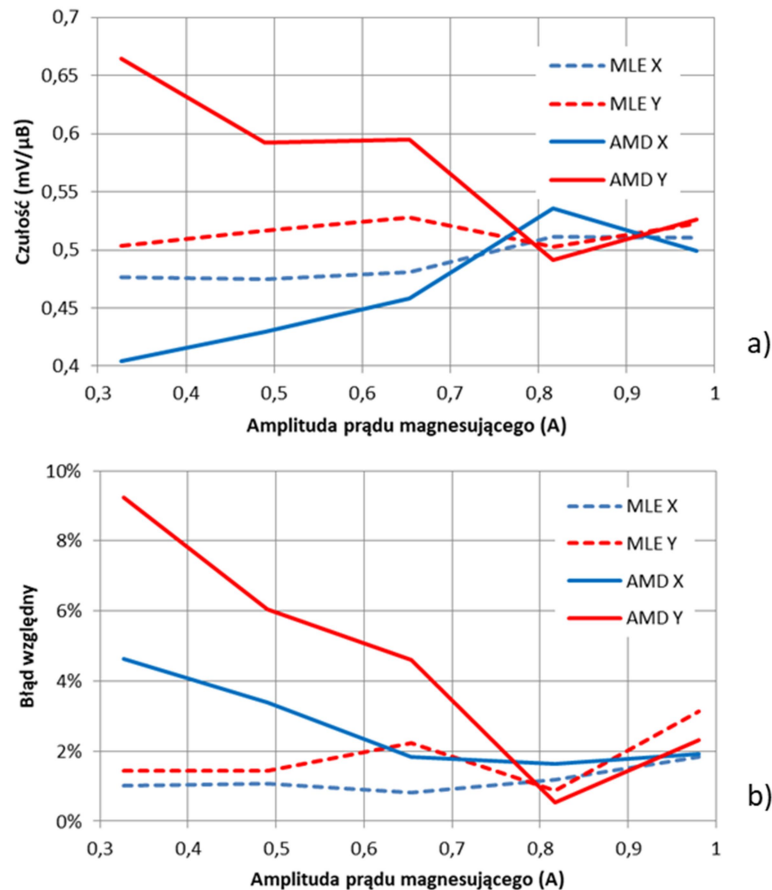 0,7
0,65
0,6
0,55
0,5
0,45
0,4
Czułość (mV/µB)
MLE X
MLE Y
AMD X
AMD Y
0,3 0,4 0,5 0,6 0,7 0,8 0,9 1
Amplituda prądu magnesującego (A)
a)
10%
8%
6%
4%
2%
0%
Błąd względny
MLE X
MLE Y
AMD X
AMD Y
0,3 0,4 0,5 0,6 0,7 0,8 0,9 1
Amplituda prądu magnesującego (A)
b)